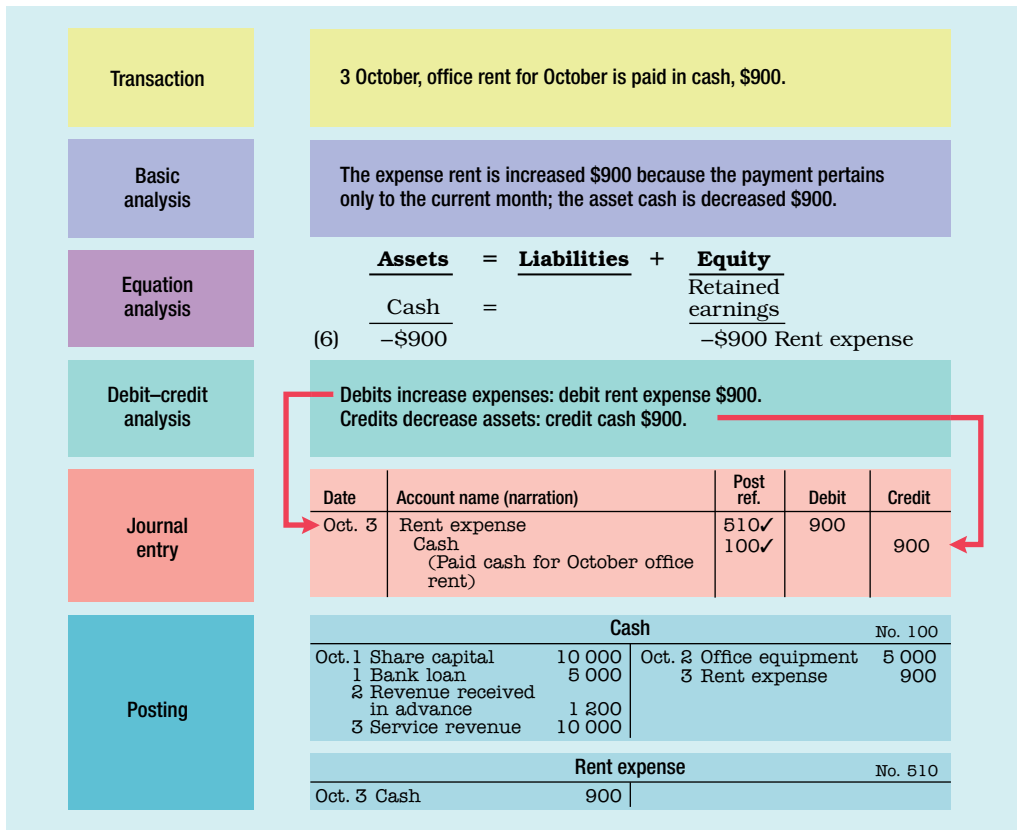 Transaction
3 October, office rent for October is paid in cash, $900.
Basic
analysis
The expense rent is increased $900 because the payment pertains
only to the current month; the asset cash is decreased $900.
Equation
analysis
Assets = Liabilities + Equity
Retained
Cash = earnings
(6) –$900 –$900 Rent expense
Debit–credit
analysis
Debits increase expenses: debit rent expense $900.
Credits decrease assets: credit cash $900.
Journal
entry
Date Account name (narration) Post ref. Debit Credit
Oct. 3 Rent expense 510✓ 900
Cash 100✓ 900
(Paid cash for October office
rent)
Posting
Cash No. 100
Oct. 1 Share capital 10 000 Oct. 2 Office equipment 5 000
1 Bank loan 5 000 3 Rent expense 900
2 Revenue received
in advance 1 200
3 Service revenue 10 000
Rent expense No. 510
Oct. 3 Cash 900